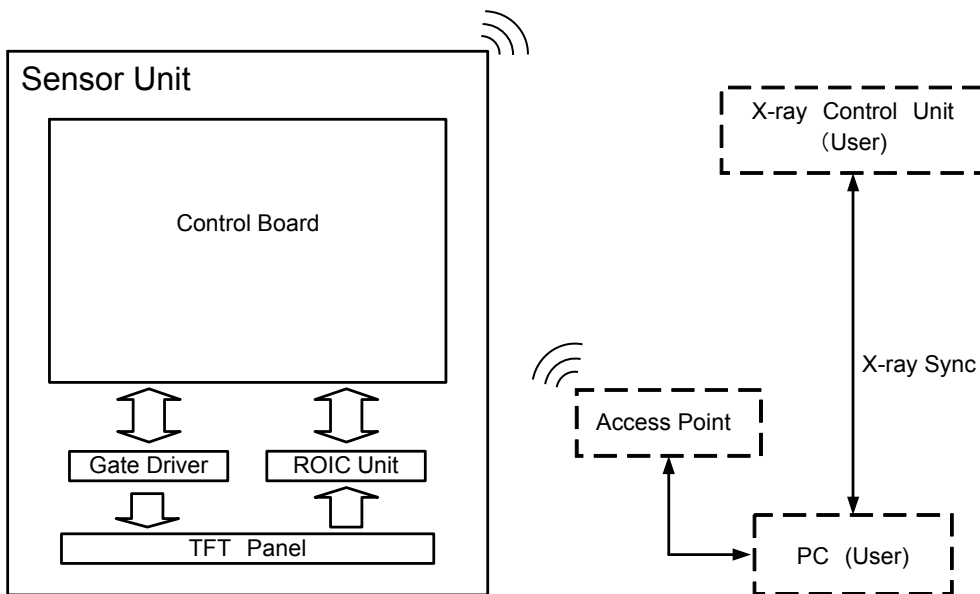 Sensor Unit
Control Board
Gate Driver
ROIC Unit
TFT Panel
X-ray Control Unit
(User)
X-ray Sync
Access Point
PC (User)